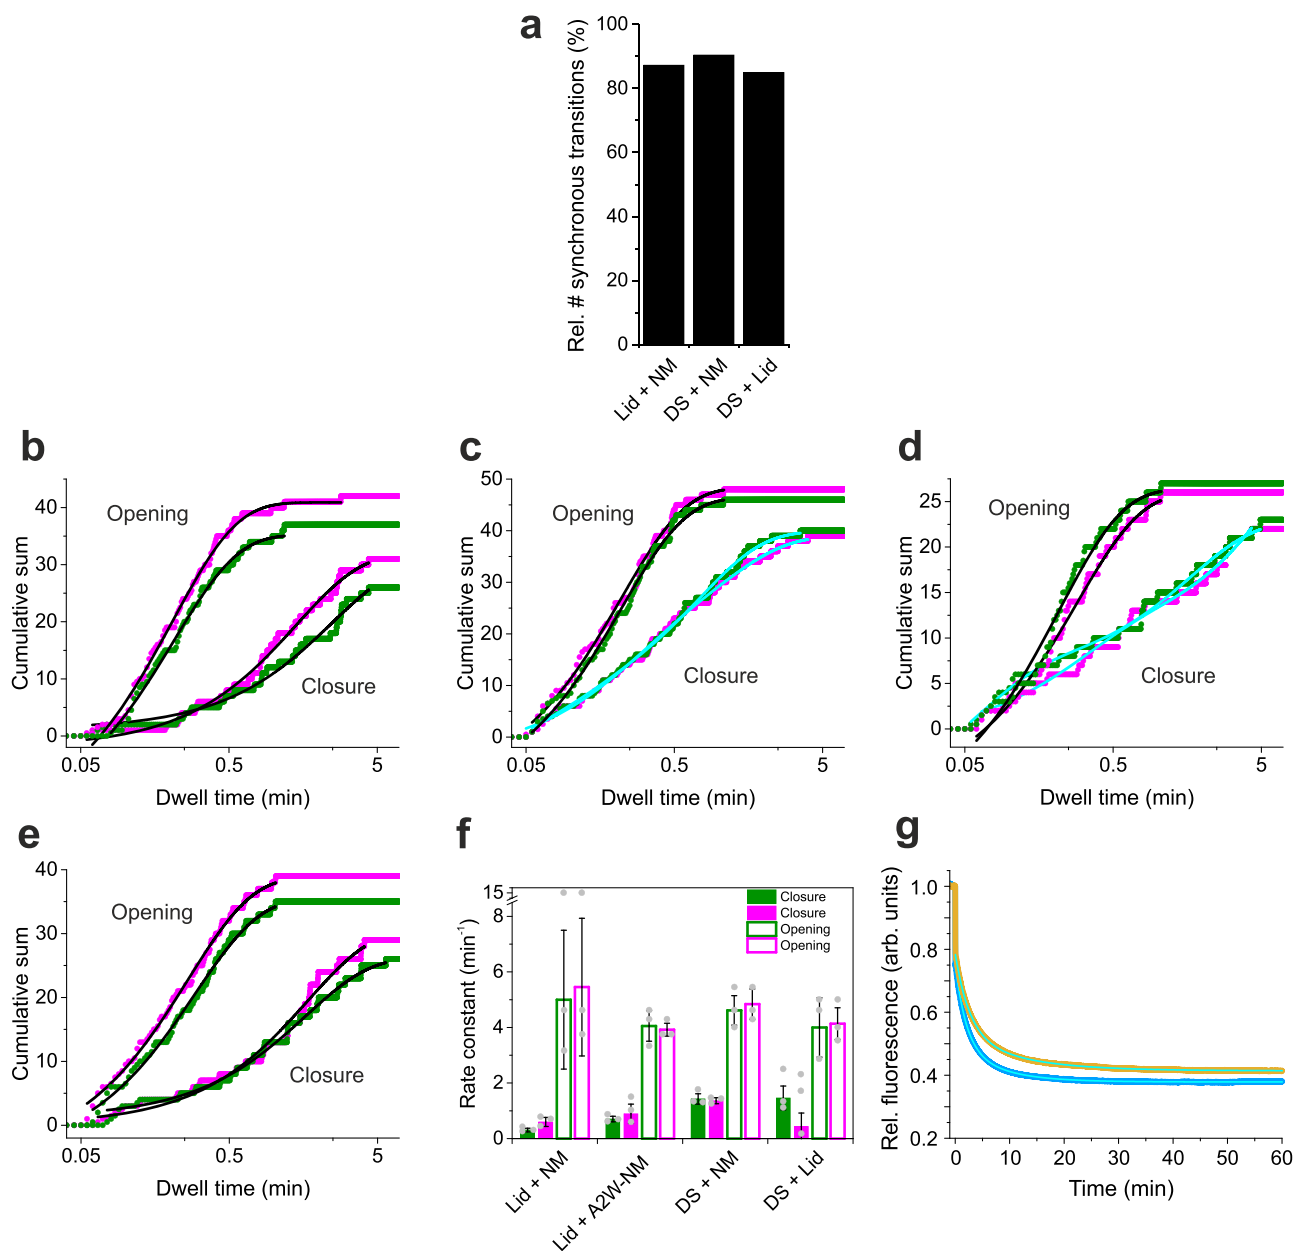 a
Rel. # synchronous transitions (%)
100
80
60
40
20
0
Lid + NM
DS + NM
DS + Lid
b
Cumulative sum
40
30
20
10
0
Opening
Closure
0.05
0.5
5
Dwell time (min)
c
Cumulative sum
50
40
30
20
10
0
Opening
Closure
0.05
0.5
5
Dwell time (min)
d
Cumulative sum
25
20
15
10
5
0
Opening
Closure
0.05
0.5
5
Dwell time (min)
e
Cumulative sum
40
30
20
10
0
Opening
Closure
0.05
0.5
5
Dwell time (min)
f
Rate constant (min⁻¹)
15
8
6
4
2
0
Closure
Closure
Opening
Opening
Lid + NM
Lid + A2W-NM
DS + NM
DS + Lid
g
Rel. fluorescence (arb. units)
1.0
0.8
0.6
0.4
0.2
0
10
20
30
40
50
60
Time (min)